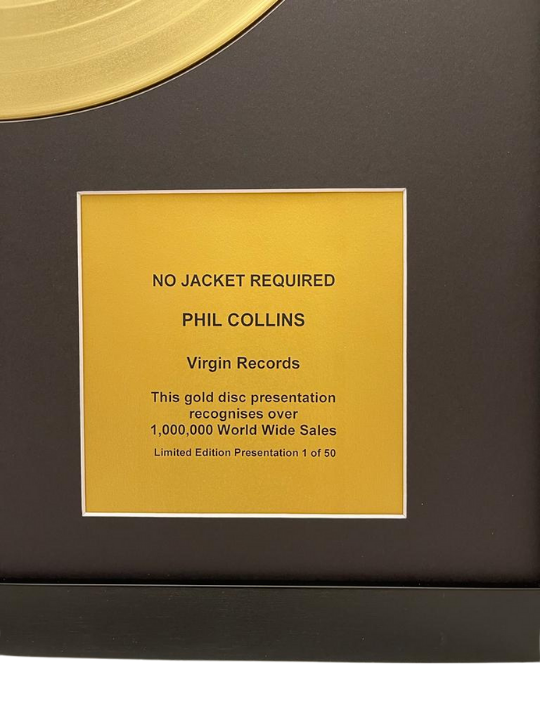 NO JACKET REQUIRED
PHIL COLLINS
Virgin Records
This gold disc presentation
recognises over
1,000,000 World Wide Sales
Limited Edition Presentation 1 of 50